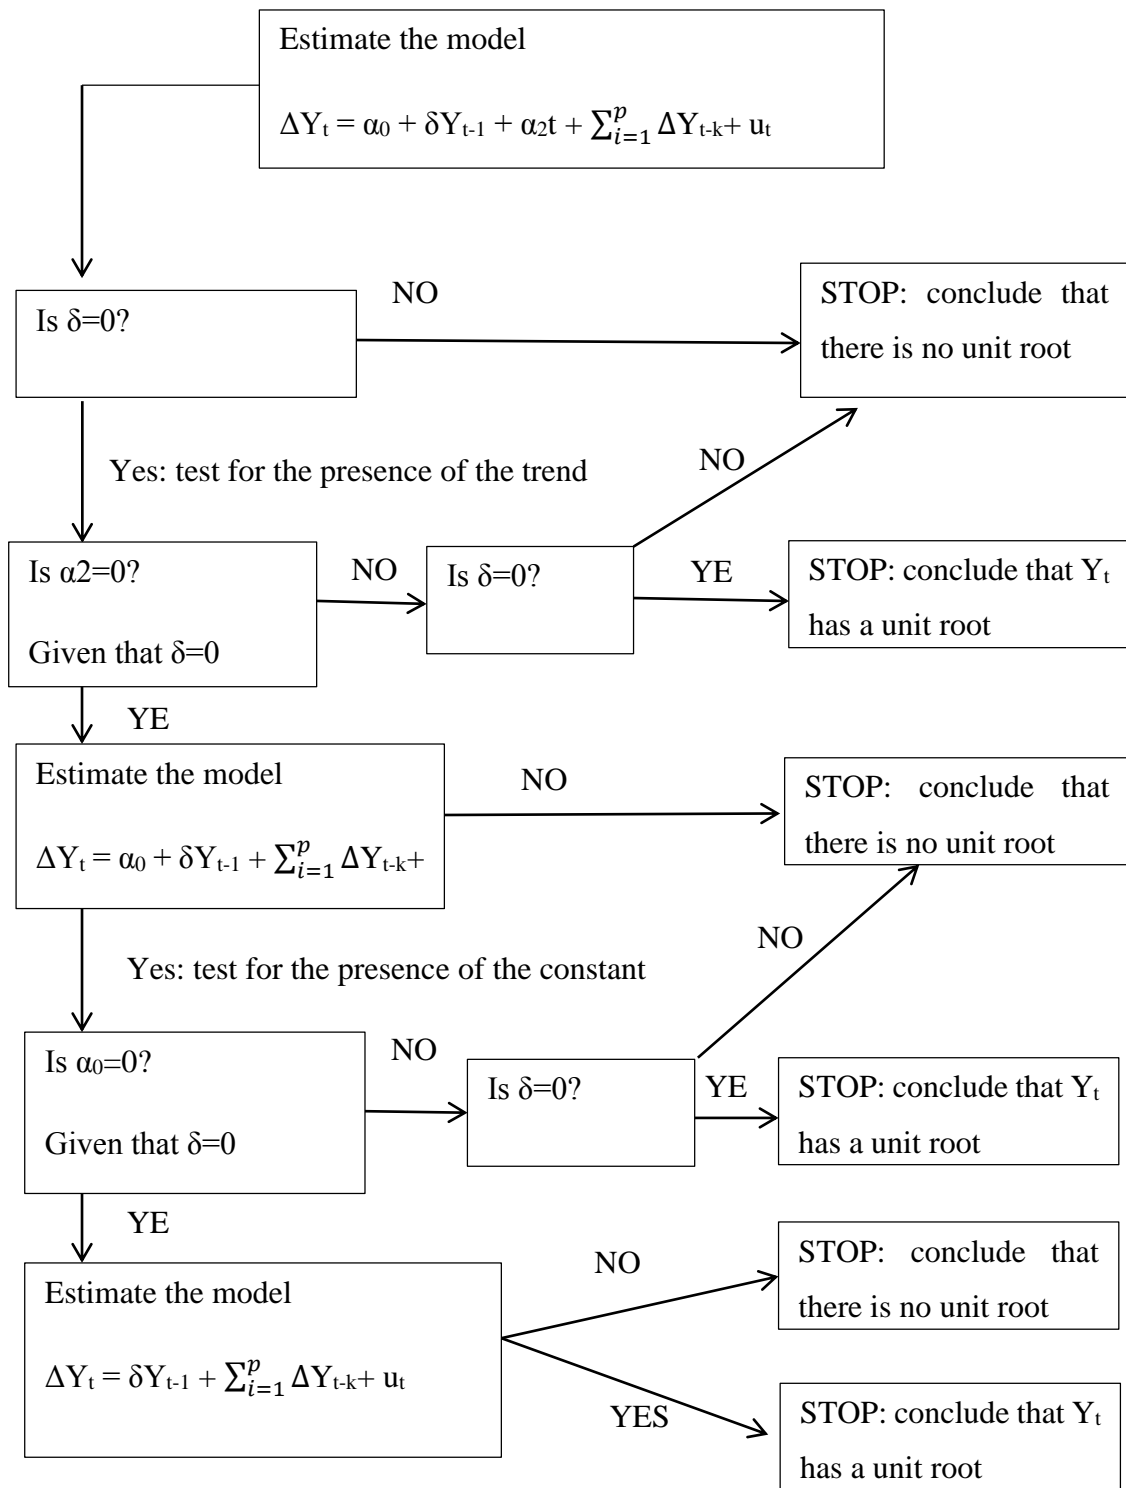 Estimate the model
ΔYt = α0 + δYt-1 + α2t + ∑_{i=1}^{p} ΔYt-k+ ut
NO
Is δ=0?
STOP: conclude that
there is no unit root
Yes: test for the presence of the trend
NO
Is α2=0?
Given that δ=0
NO
Is δ=0?
YE
STOP: conclude that Yt
has a unit root
YE
Estimate the model
ΔYt = α0 + δYt-1 + ∑_{i=1}^{p} ΔYt-k+
NO
STOP: conclude that
there is no unit root
Yes: test for the presence of the constant
NO
Is α0=0?
Given that δ=0
NO
Is δ=0?
YE
STOP: conclude that Yt
has a unit root
YE
Estimate the model
ΔYt = δYt-1 + ∑_{i=1}^{p} ΔYt-k+ ut
NO
STOP: conclude that
there is no unit root
YES
STOP: conclude that Yt
has a unit root